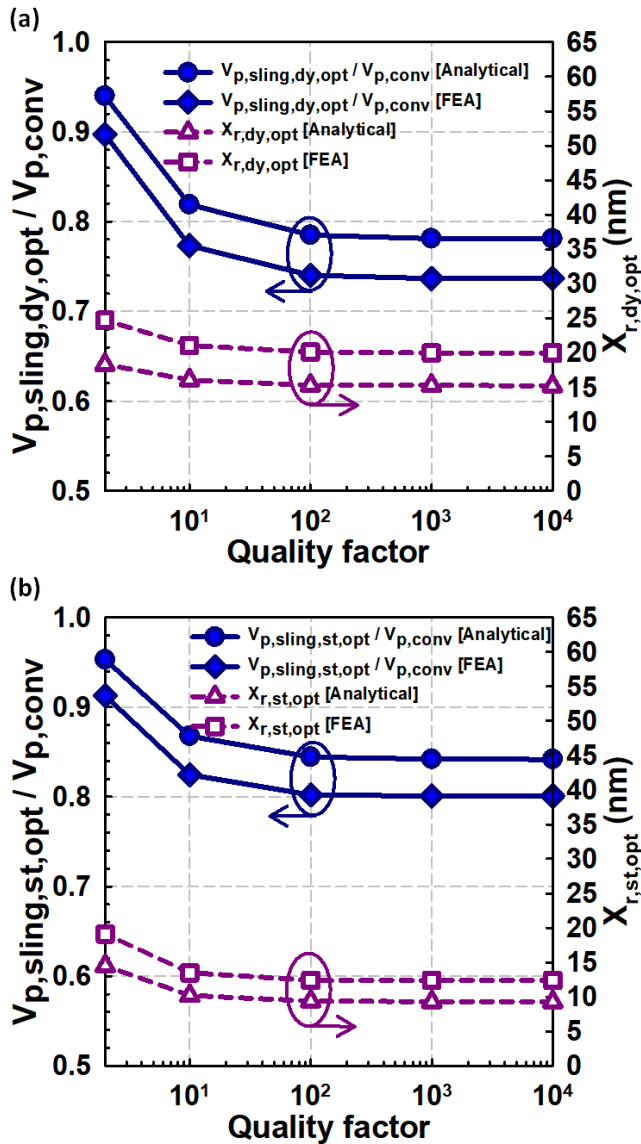 (a)
1.0
0.9
0.8
0.7
0.6
0.5
Vp,sling,dy,opt / Vp,conv
Vp,sling,dy,opt / Vp,conv [Analytical]
Vp,sling,dy,opt / Vp,conv [FEA]
Xr,dy,opt [Analytical]
Xr,dy,opt [FEA]
65
60
55
50
45
40
35
30
25
20
15
10
5
0
Xr,dy,opt (nm)
10¹ 10² 10³ 10⁴
Quality factor
(b)
1.0
0.9
0.8
0.7
0.6
0.5
Vp,sling,st,opt / Vp,conv
Vp,sling,st,opt / Vp,conv [Analytical]
Vp,sling,st,opt / Vp,conv [FEA]
Xr,st,opt [Analytical]
Xr,st,opt [FEA]
65
60
55
50
45
40
35
30
25
20
15
10
5
0
Xr,st,opt (nm)
10¹ 10² 10³ 10⁴
Quality factor